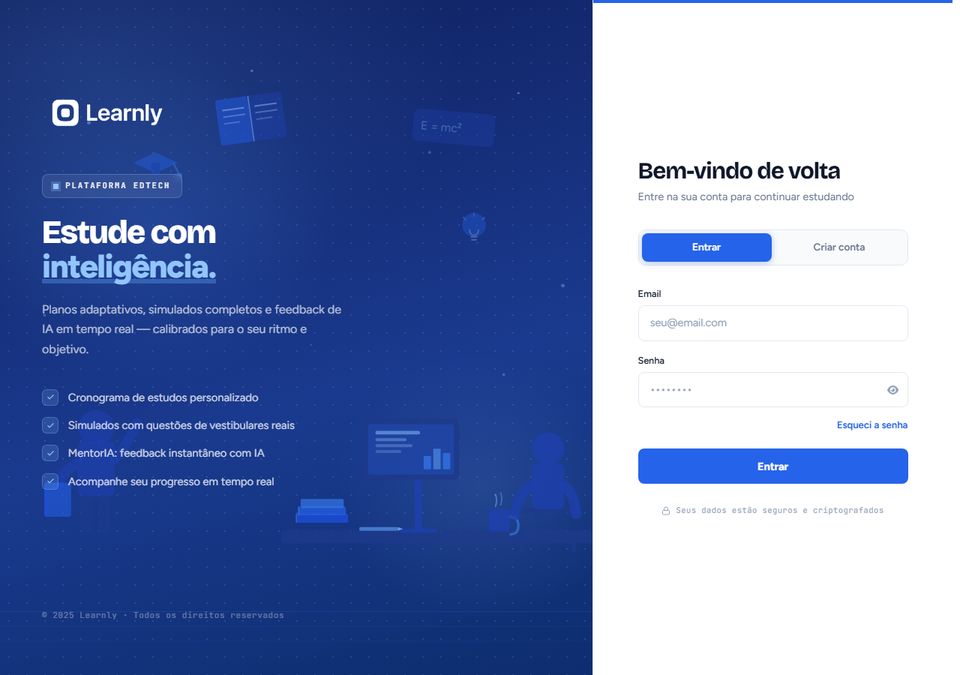 Learnly
E = mc²
PLATAFORMA EDTECH
Estude com
inteligência.
Planos adaptativos, simulados completos e feedback de
IA em tempo real — calibrados para o seu ritmo e
objetivo.
Cronograma de estudos personalizado
Simulados com questões de vestibulares reais
MentorIA: feedback instantâneo com IA
Acompanhe seu progresso em tempo real
© 2025 Learnly · Todos os direitos reservados
Bem-vindo de volta
Entre na sua conta para continuar estudando
Entrar
Criar conta
Email
seu@email.com
Senha
••••••••
Esqueci a senha
Entrar
Seus dados estão seguros e criptografados